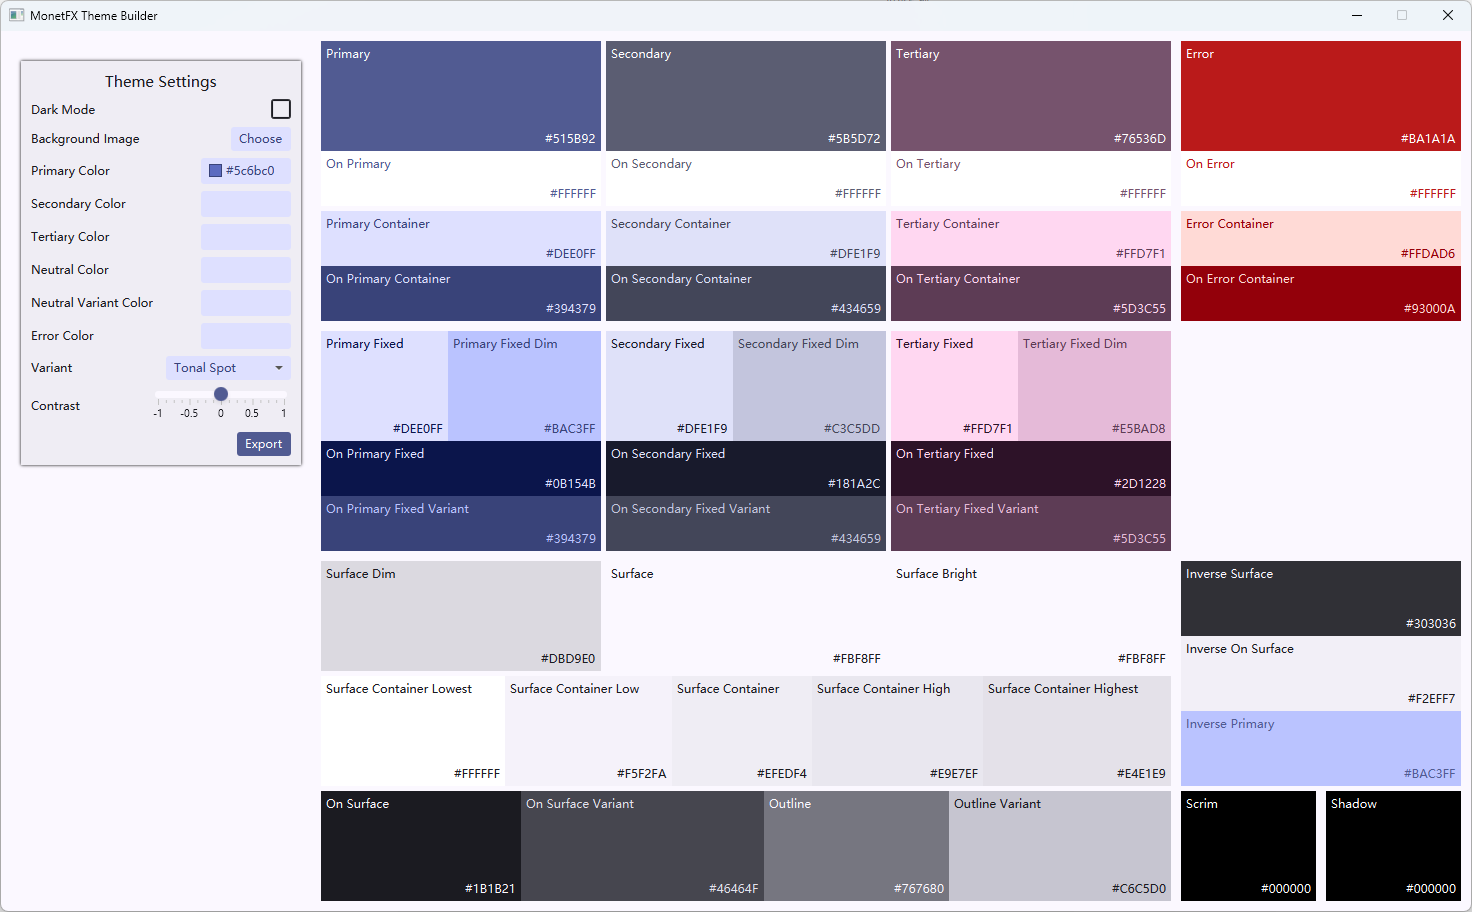 MonetFX Theme Builder
Theme Settings
Dark Mode
Background Image
Choose
Primary Color
#5c6bc0
Secondary Color
Tertiary Color
Neutral Color
Neutral Variant Color
Error Color
Variant
Tonal Spot
Contrast
-1 -0.5 0 0.5 1
Export
Primary
#515B92
On Primary
#FFFFFF
Primary Container
#DEE0FF
On Primary Container
#394379
Secondary
#5B5D72
On Secondary
#FFFFFF
Secondary Container
#DFE1F9
On Secondary Container
#434659
Tertiary
#76536D
On Tertiary
#FFFFFF
Tertiary Container
#FFD7F1
On Tertiary Container
#5D3C55
Error
#BA1A1A
On Error
#FFFFFF
Error Container
#FFDAD6
On Error Container
#93000A
Primary Fixed
#DEE0FF
Primary Fixed Dim
#BAC3FF
On Primary Fixed
#0B154B
On Primary Fixed Variant
#394379
Secondary Fixed
#DFE1F9
Secondary Fixed Dim
#C3C5DD
On Secondary Fixed
#181A2C
On Secondary Fixed Variant
#434659
Tertiary Fixed
#FFD7F1
Tertiary Fixed Dim
#E5BAD8
On Tertiary Fixed
#2D1228
On Tertiary Fixed Variant
#5D3C55
Surface Dim
#DBD9E0
Surface
#FBF8FF
Surface Bright
#FBF8FF
Surface Container Lowest
#FFFFFF
Surface Container Low
#F5F2FA
Surface Container
#EFEDF4
Surface Container High
#E9E7EF
Surface Container Highest
#E4E1E9
On Surface
#1B1B21
On Surface Variant
#46464F
Outline
#767680
Outline Variant
#C6C5D0
Inverse Surface
#303036
Inverse On Surface
#F2EFF7
Inverse Primary
#BAC3FF
Scrim
#000000
Shadow
#000000